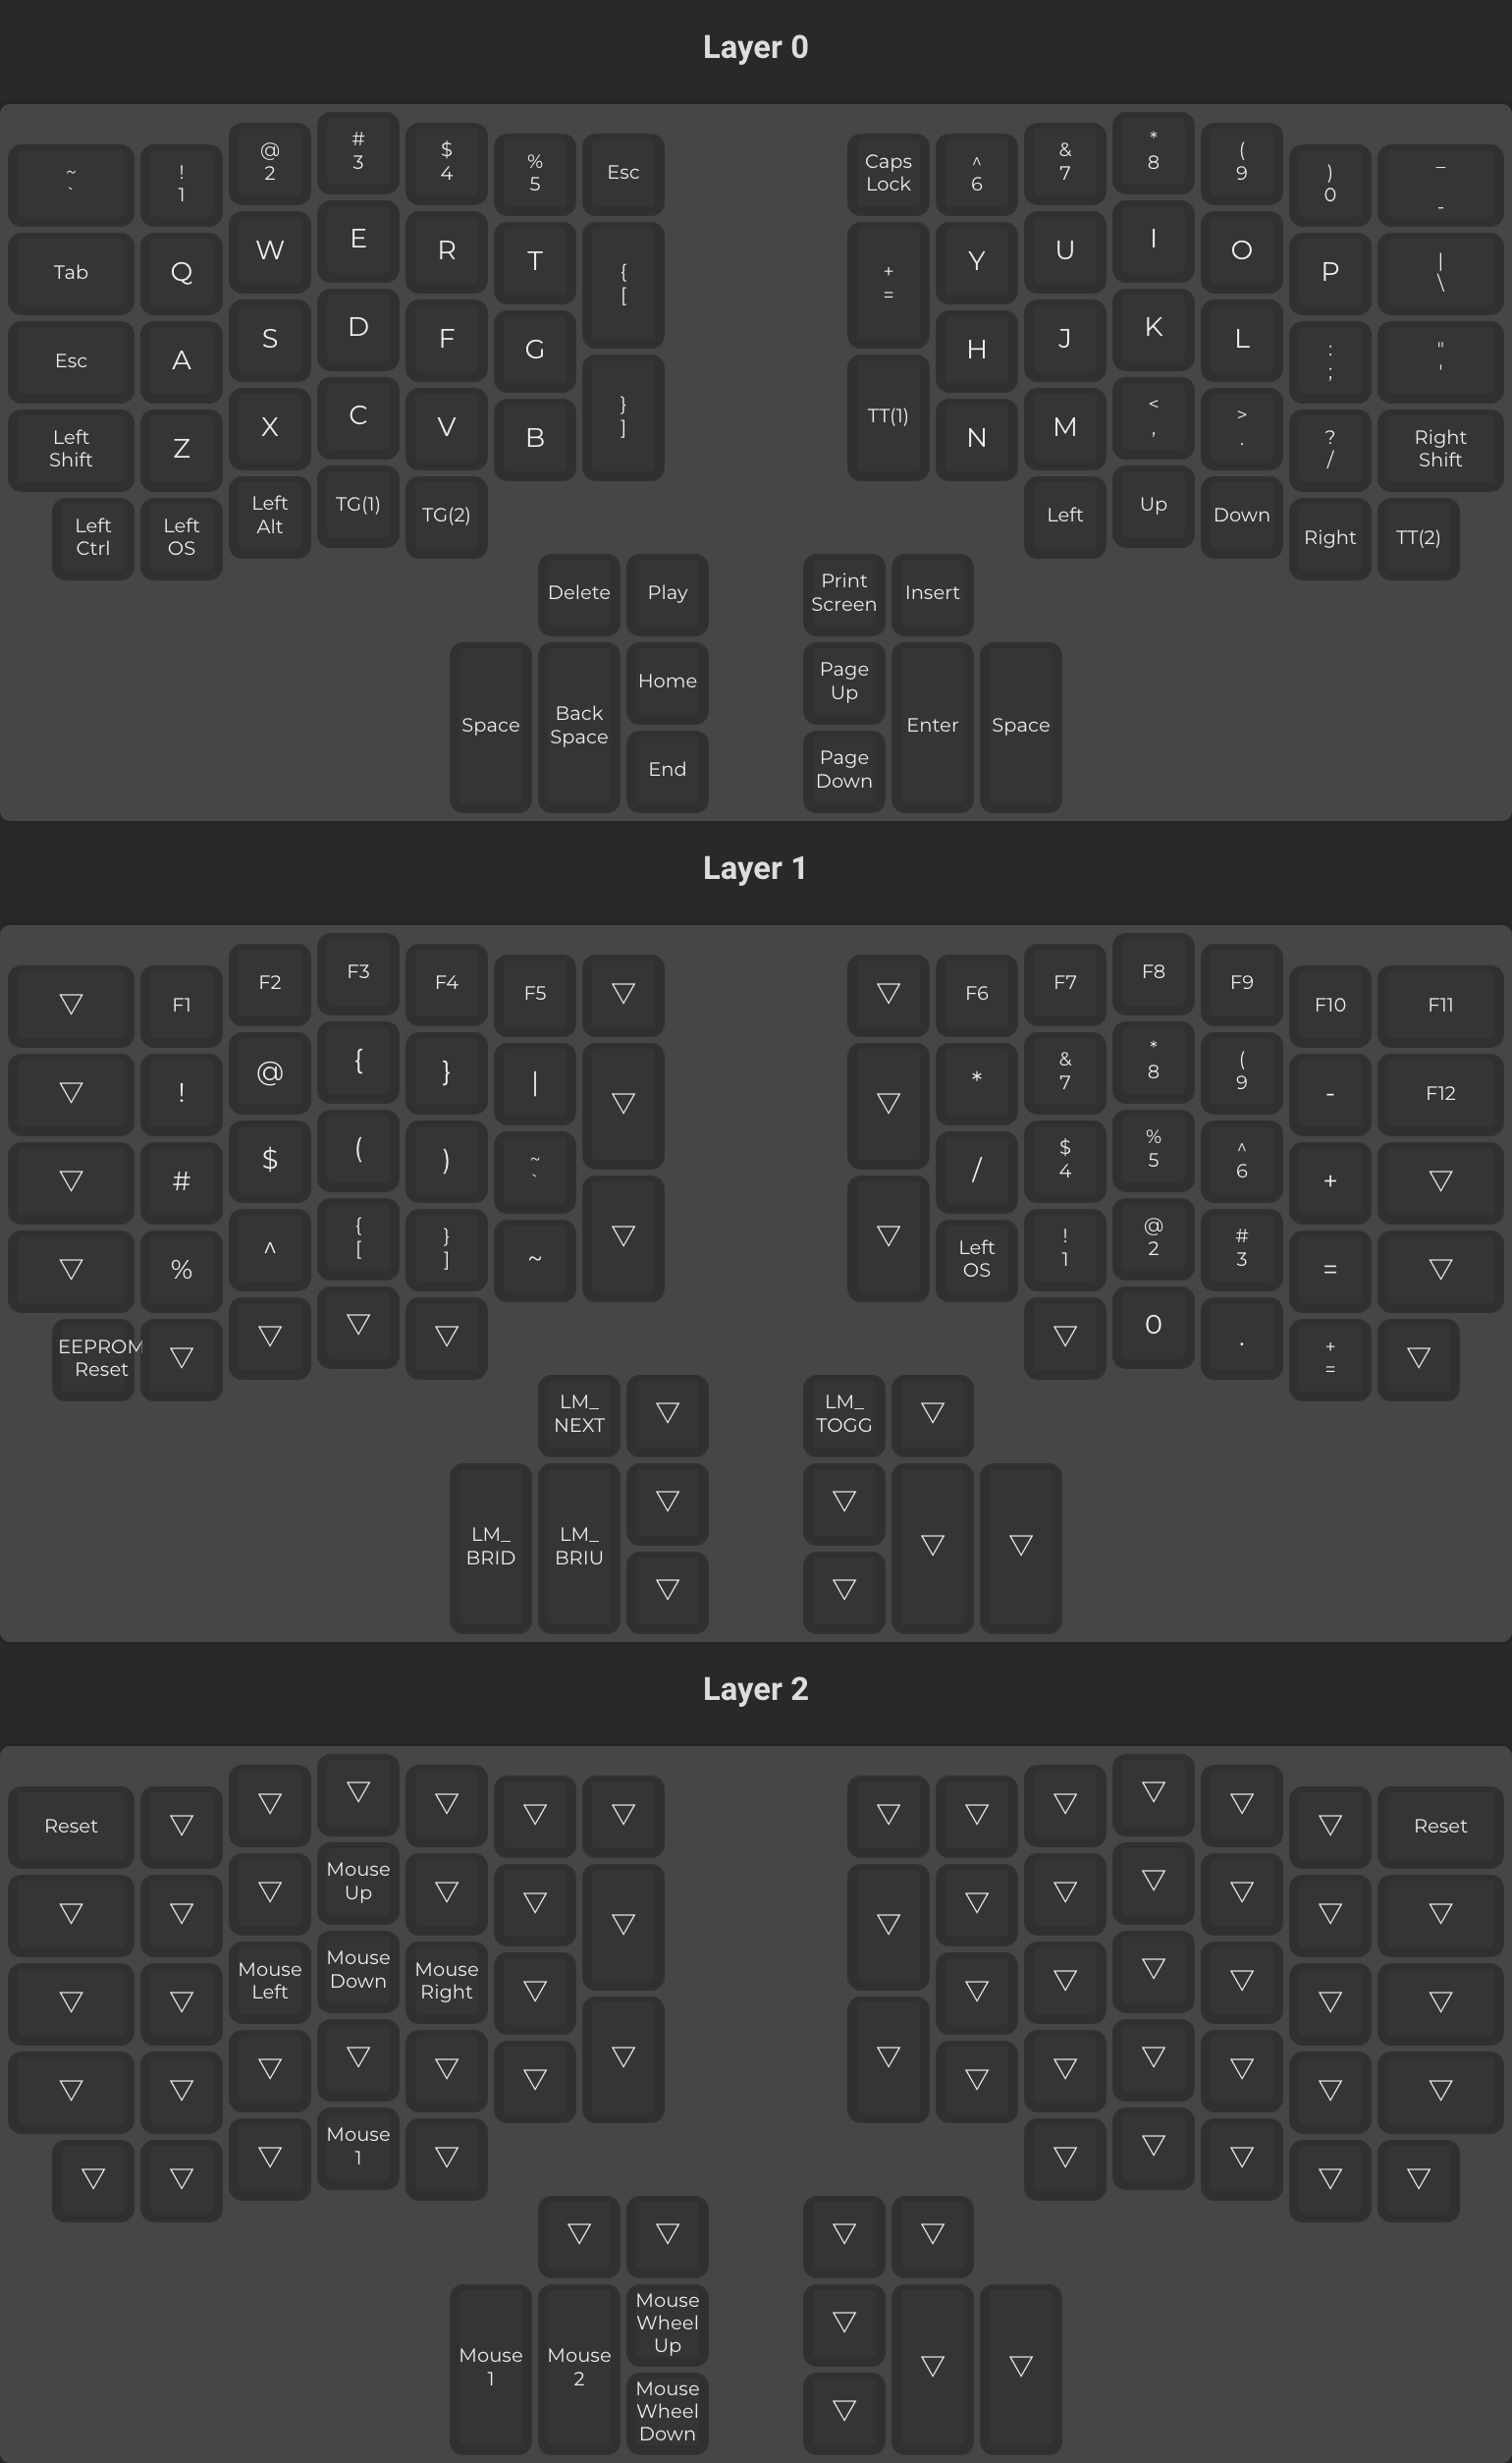 Layer 0
~ ! @ # $ % Esc Caps ^ & * ( ) _
` 1 2 3 4 5 Lock 6 7 8 9 0 -
Tab Q W E R T { + Y U I O P |
[ = \
Esc A S D F G } TT(1) H J K L : "
] ; '
Left Z X C V B N M < > ? Right
Shift , . / Shift
Left Left Left TG(1) TG(2) Left Up Down Right TT(2)
Ctrl OS Alt
Delete Play Print Insert
Screen
Space Back Home Page Enter Space
Space Up
End Page
Down
Layer 1
▽ F1 F2 F3 F4 F5 ▽ ▽ F6 F7 F8 F9 F10 F11
▽ ! @ { } | ▽ ▽ * & * ( - F12
7 8 9
▽ # $ ( ) ~ ▽ ▽ / $ % ^ + ▽
` 4 5 6
▽ % ^ { } ~ Left ! @ # = ▽
[ ] OS 1 2 3
EEPROM ▽ ▽ ▽ ▽ ▽ 0 . + ▽
Reset =
LM_ ▽ LM_ ▽
NEXT TOGG
LM_ LM_ ▽ ▽ ▽ ▽
BRID BRIU
▽ ▽
Layer 2
Reset ▽ ▽ ▽ ▽ ▽ ▽ ▽ ▽ ▽ ▽ ▽ ▽ Reset
▽ ▽ ▽ Mouse ▽ ▽ ▽ ▽ ▽ ▽ ▽ ▽ ▽ ▽
Up
▽ ▽ Mouse Mouse Mouse ▽ ▽ ▽ ▽ ▽ ▽ ▽ ▽ ▽
Left Down Right
▽ ▽ ▽ ▽ ▽ ▽ ▽ ▽ ▽ ▽ ▽ ▽
▽ ▽ ▽ Mouse ▽ ▽ ▽ ▽ ▽ ▽
1
▽ ▽ ▽ ▽
Mouse Mouse Mouse ▽ ▽ ▽
1 2 Wheel
Up
Mouse ▽
Wheel
Down